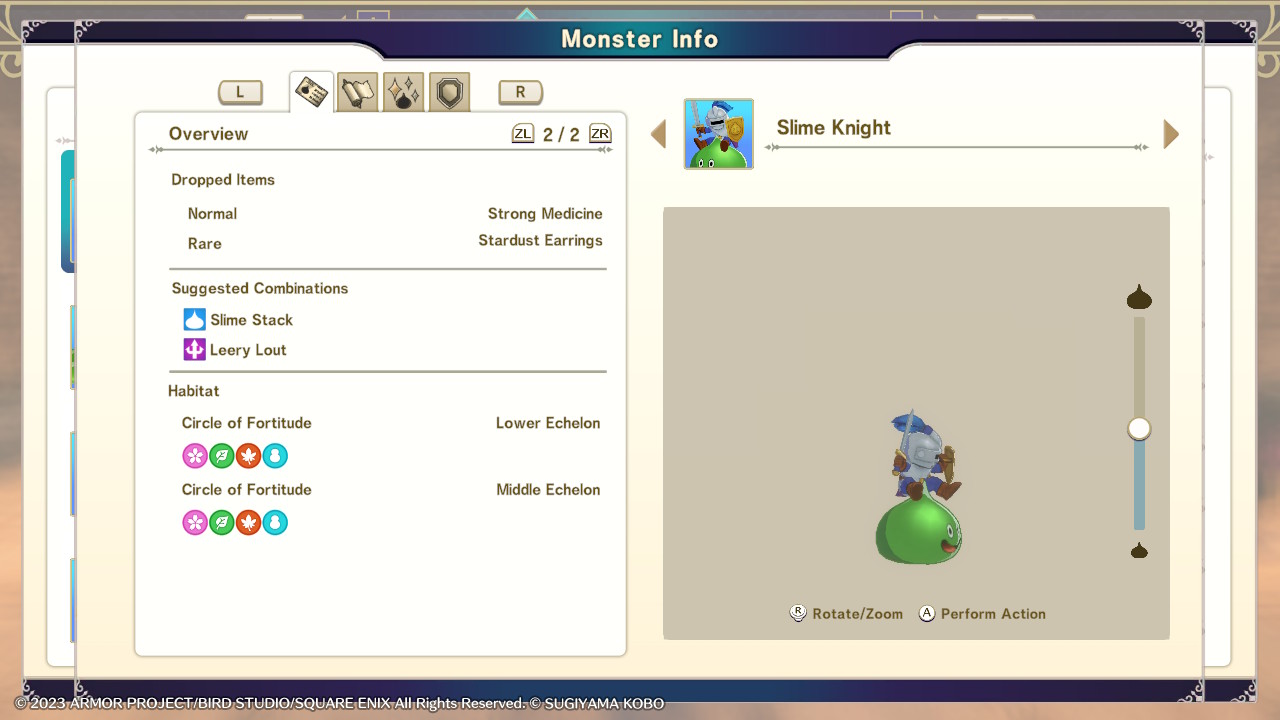 Monster Info
L
R
Overview
ZL 2 / 2 ZR
Slime Knight
Dropped Items
Normal Strong Medicine
Rare Stardust Earrings
Suggested Combinations
Slime Stack
Leery Lout
Habitat
Circle of Fortitude Lower Echelon
Circle of Fortitude Middle Echelon
R Rotate/Zoom A Perform Action
© 2023 ARMOR PROJECT/BIRD STUDIO/SQUARE ENIX All Rights Reserved. © SUGIYAMA KOBO